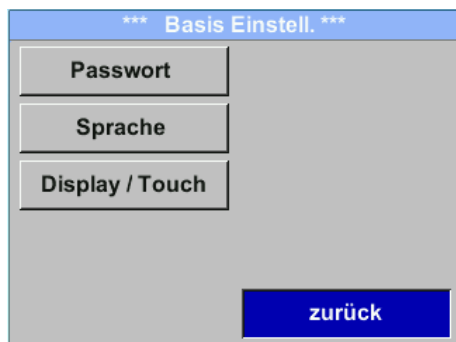 *** Basis Einstell. ***
Passwort
Sprache
Display / Touch
zurück